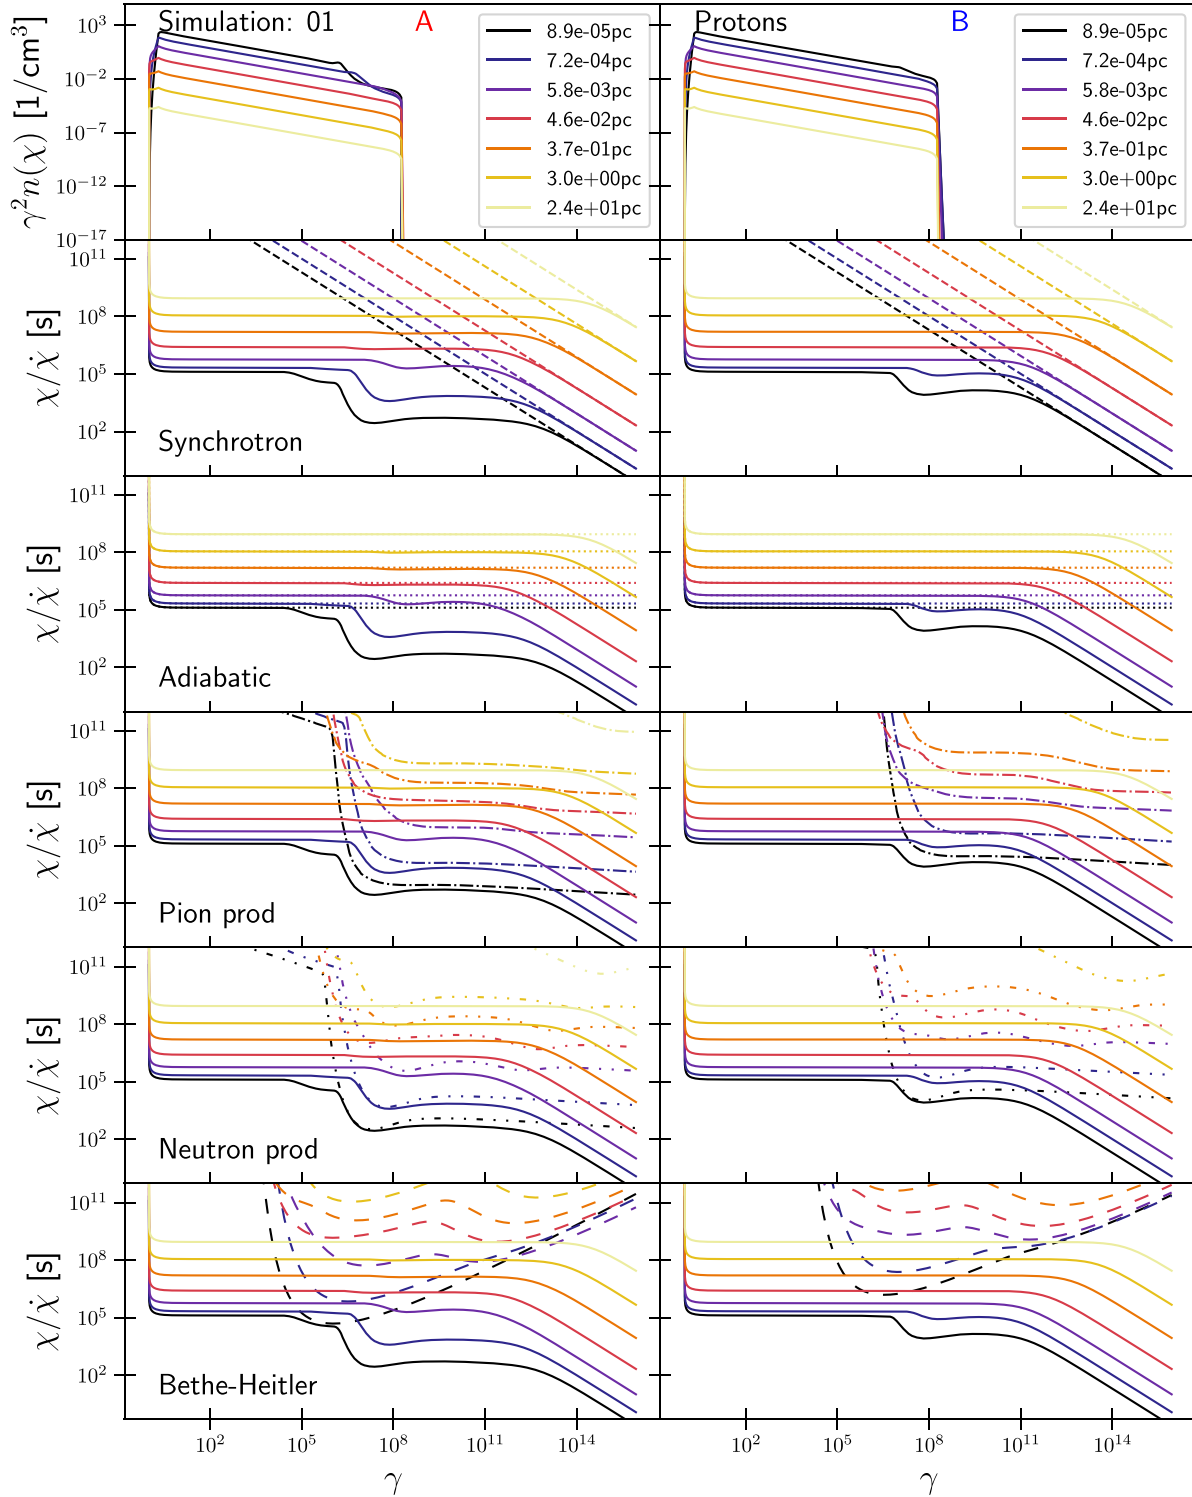 Simulation: 01 A
Protons B
γ²n(χ) [1/cm³]
10³
10⁻²
10⁻⁷
10⁻¹²
10⁻¹⁷
8.9e-05pc
7.2e-04pc
5.8e-03pc
4.6e-02pc
3.7e-01pc
3.0e+00pc
2.4e+01pc
8.9e-05pc
7.2e-04pc
5.8e-03pc
4.6e-02pc
3.7e-01pc
3.0e+00pc
2.4e+01pc
χ/χ̇ [s]
10¹¹
10⁸
10⁵
10²
Synchrotron
χ/χ̇ [s]
10¹¹
10⁸
10⁵
10²
Adiabatic
χ/χ̇ [s]
10¹¹
10⁸
10⁵
10²
Pion prod
χ/χ̇ [s]
10¹¹
10⁸
10⁵
10²
Neutron prod
χ/χ̇ [s]
10¹¹
10⁸
10⁵
10²
Bethe-Heitler
10² 10⁵ 10⁸ 10¹¹ 10¹⁴
10² 10⁵ 10⁸ 10¹¹ 10¹⁴
γ
γ